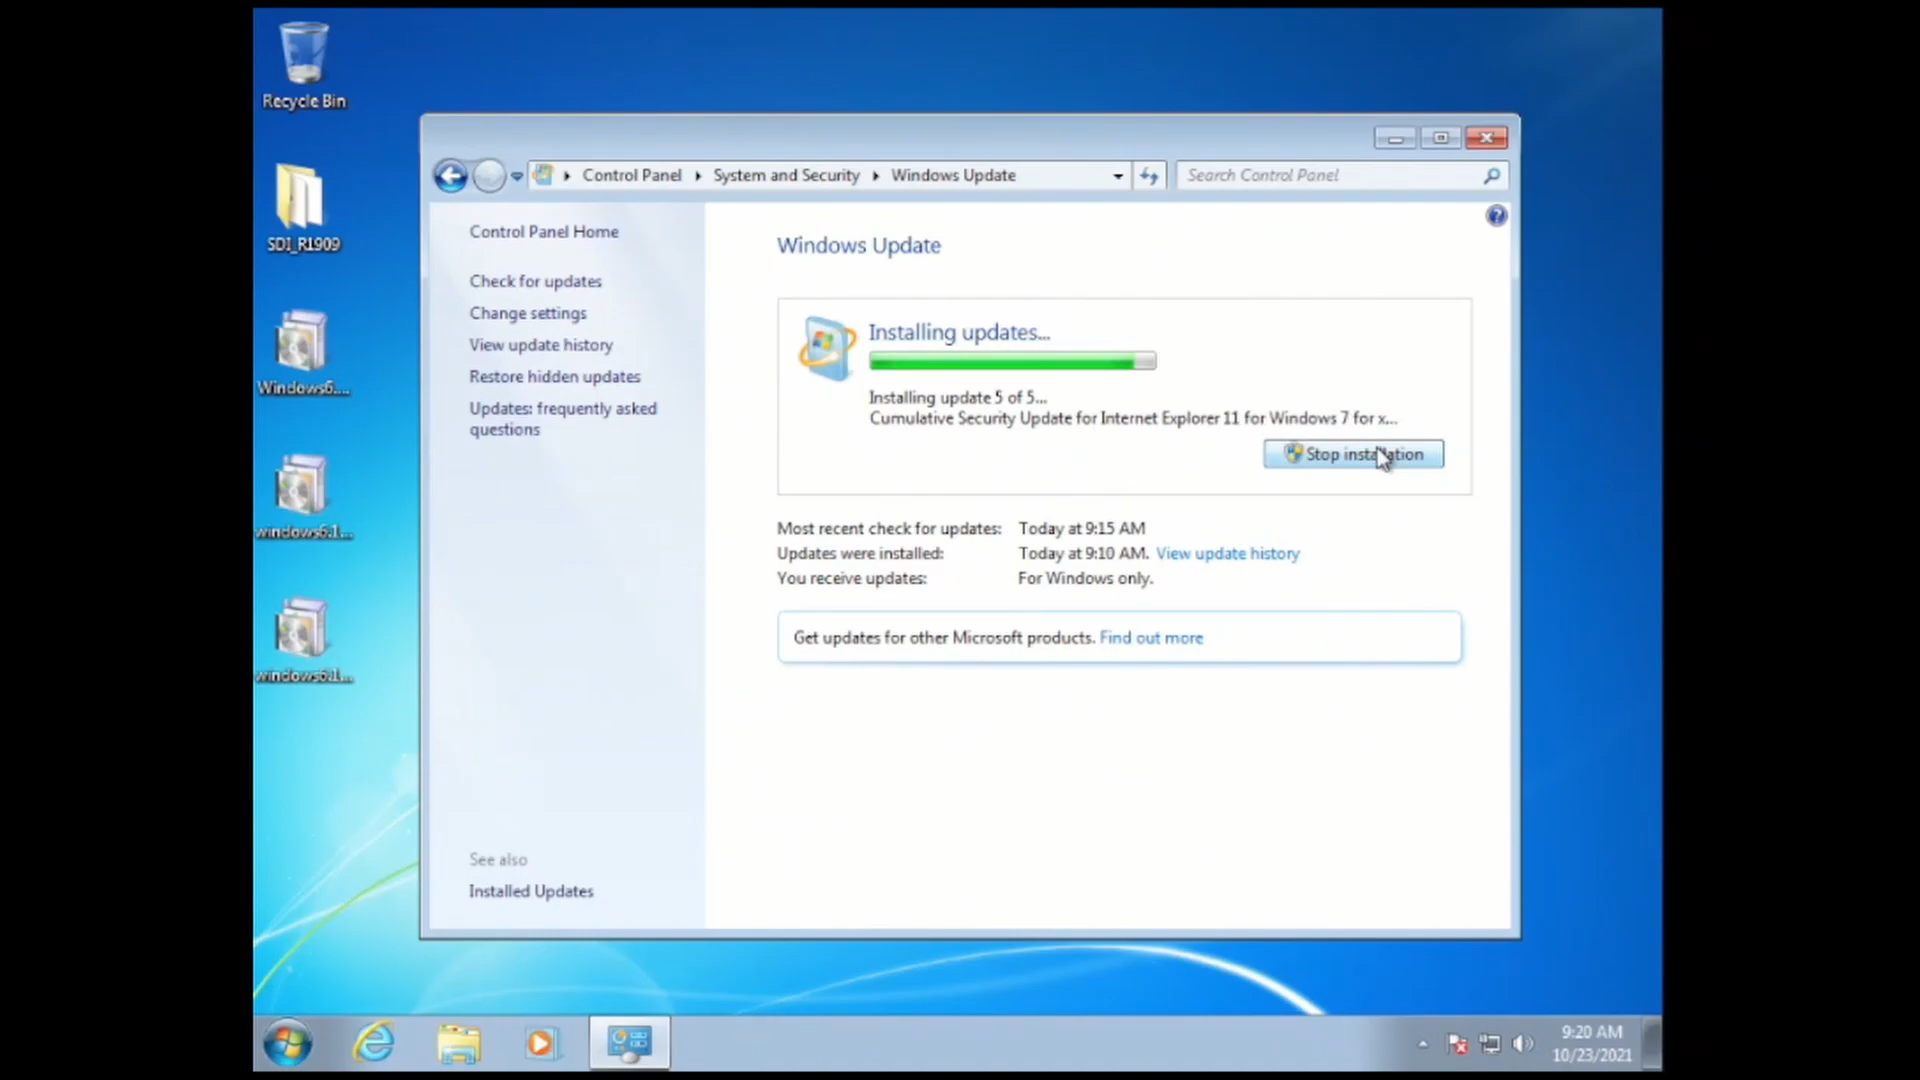 Recycle Bin
SDI_R1909
Windows6....
windows6.1...
windows6.1...
Control Panel
System and Security
Windows Update
Search Control Panel
Control Panel Home
Check for updates
Change settings
View update history
Restore hidden updates
Updates: frequently asked
questions
See also
Installed Updates
Windows Update
Installing updates...
Installing update 5 of 5...
Cumulative Security Update for Internet Explorer 11 for Windows 7 for x...
Stop installation
Most recent check for updates: Today at 9:15 AM
Updates were installed: Today at 9:10 AM. View update history
You receive updates: For Windows only.
Get updates for other Microsoft products. Find out more
9:20 AM
10/23/2021